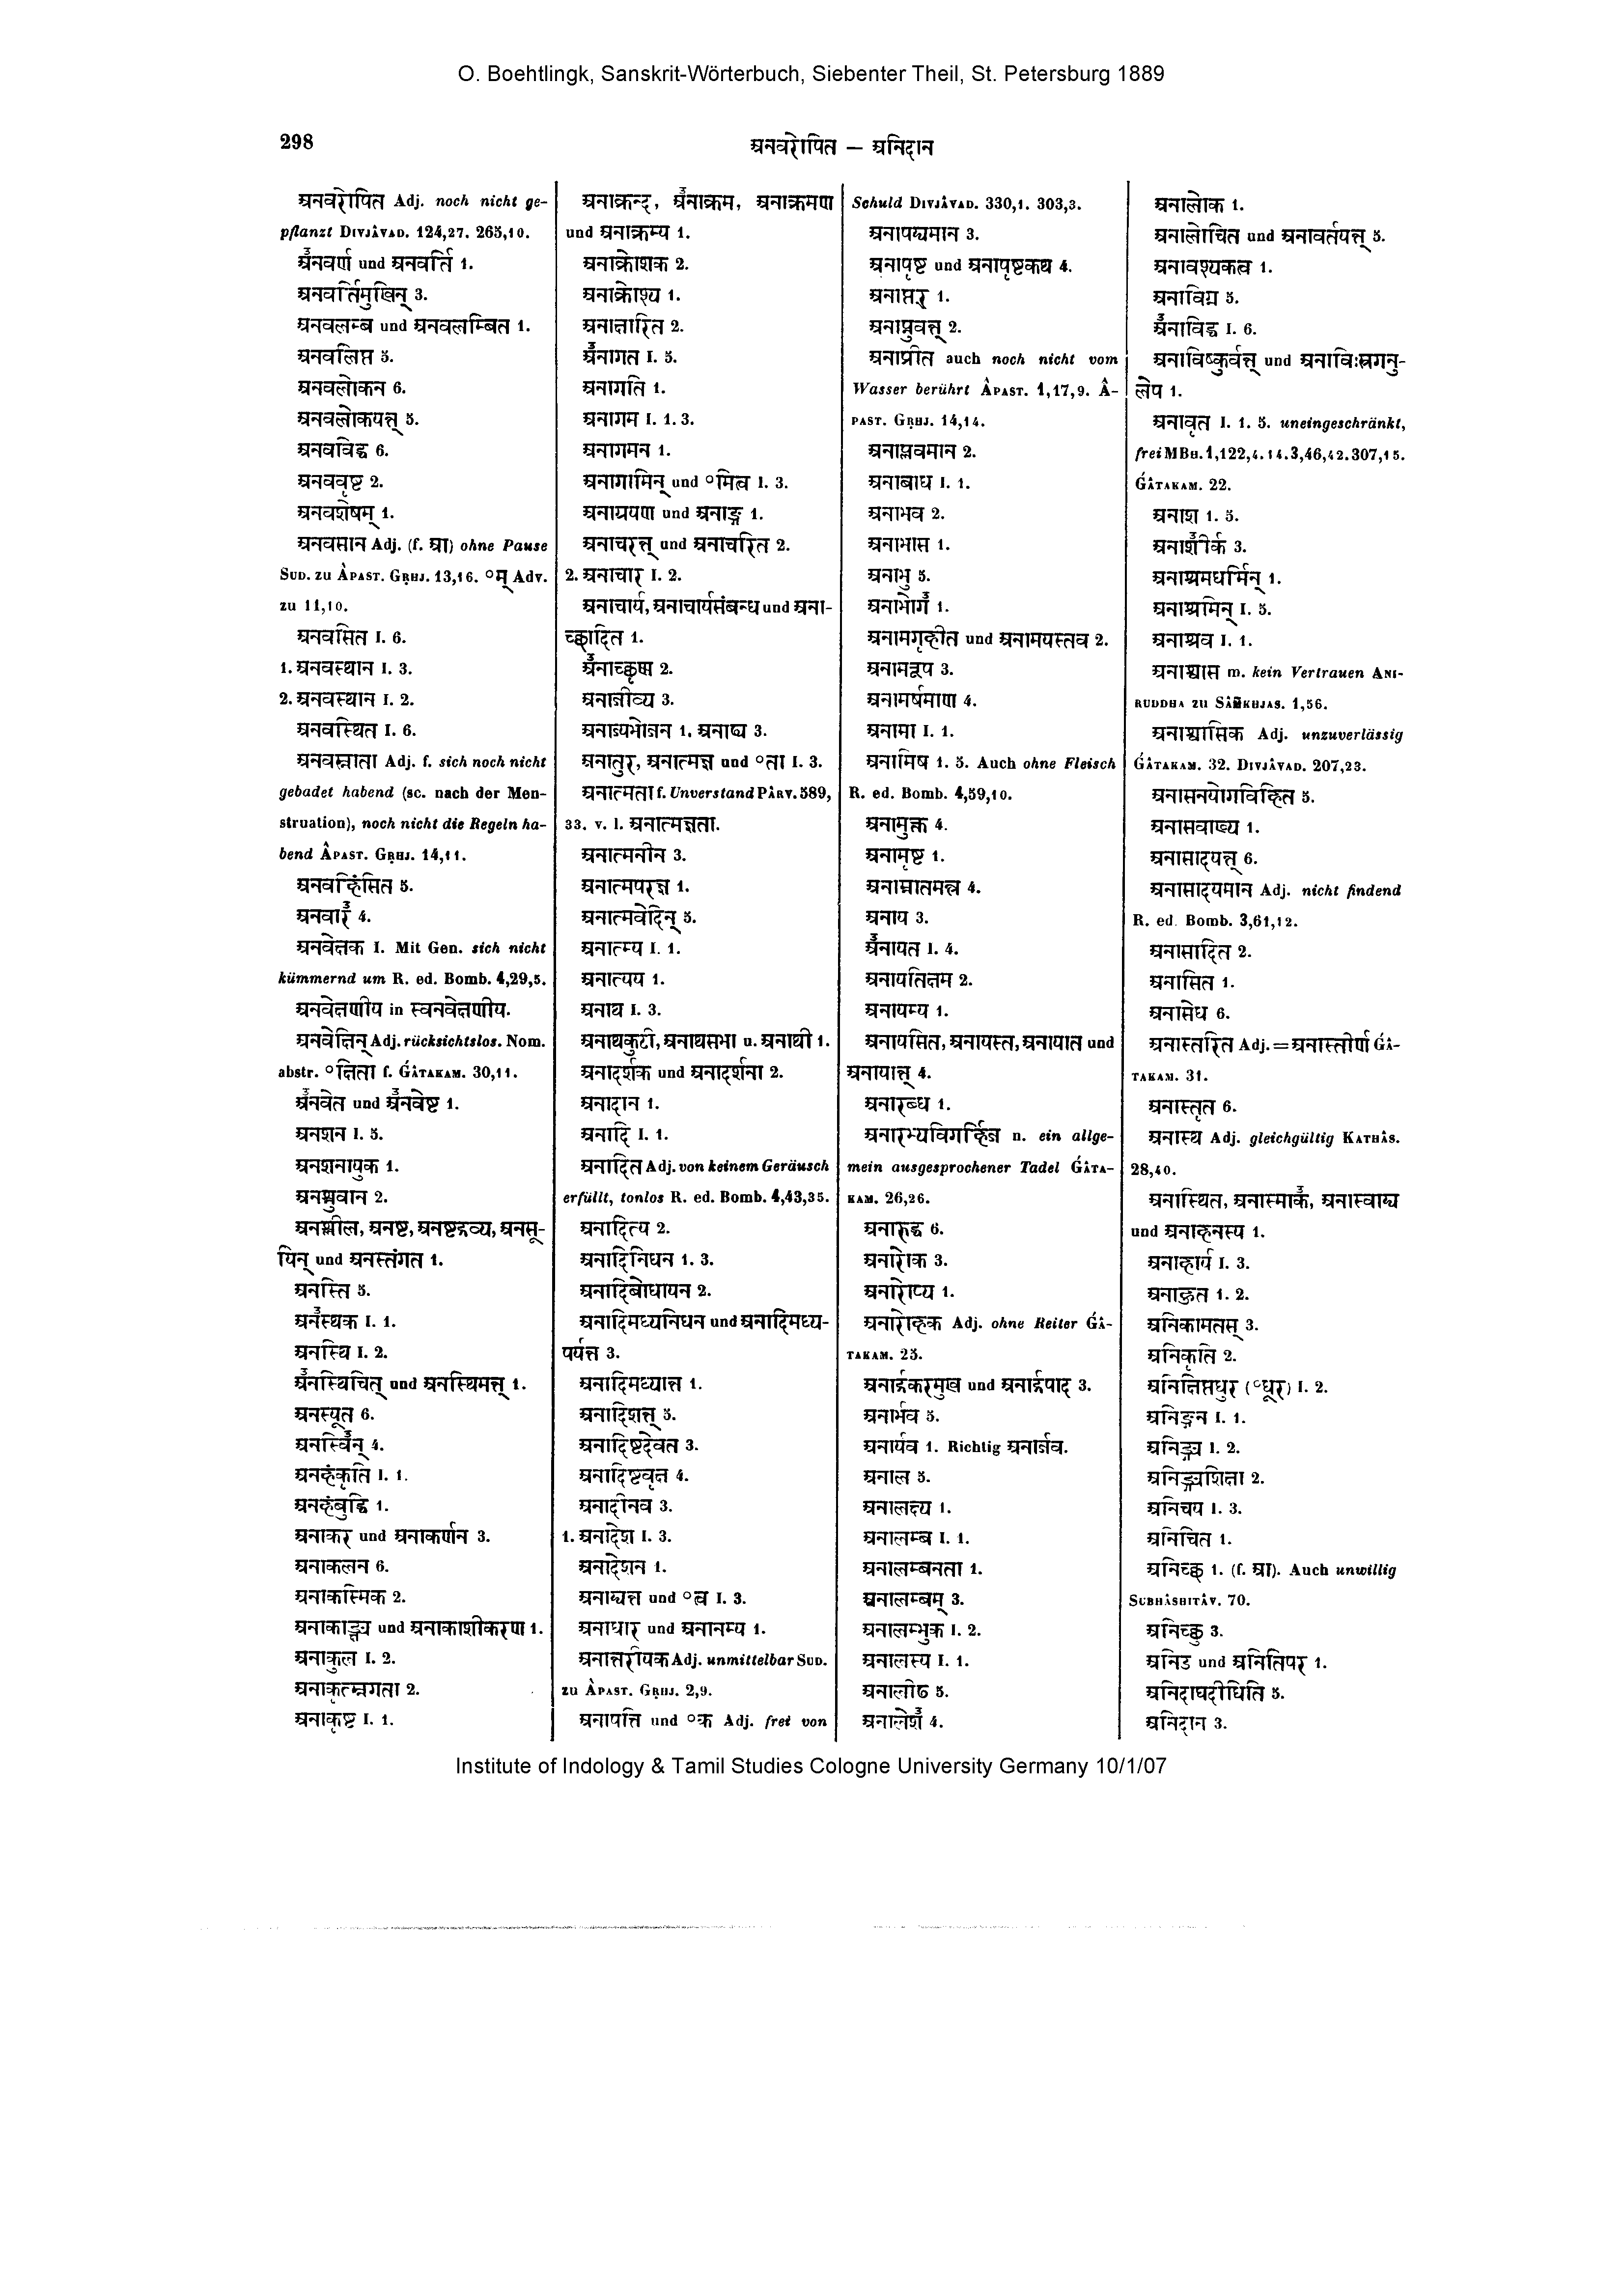 O. Boehtlingk, Sanskrit-Wörterbuch, Siebenter Theil, St. Petersburg 1889
298
अनवरोपित — अनिदान
अनवरोपित Adj. noch nicht ge-
pflanzt DIVJÂVAD. 124,27. 265,10.
अ॑नवर्ण und अनवर्ति 1.
अनवर्तिमुखिन् 3.
अनवलम्ब und अनवलम्बित 1.
अनवलिप्त 5.
अनवलोकन 6.
अनवलोकयत्त् 5.
अनवविद्ध 6.
अनववृष्ट 2.
अनवशेषम् 1.
अनवसान Adj. (f. आ) ohne Pause
SUD. zu ÂPAST. GṚHJ. 13,16. °म् Adv.
zu 11,10.
अनवसित I. 6.
1. अनवस्थान I. 3.
2. अनवस्थान I. 2.
अनवस्थित I. 6.
अनवस्नाता Adj. f. sich noch nicht
gebadet habend (sc. nach der Men-
struation), noch nicht die Regeln ha-
bend ÂPAST. GṚHJ. 14,11.
अनवहिंसित 5.
अनवार॑ 4.
अनवेक्षक I. Mit Gen. sich nicht
kümmernd um R. ed. Bomb. 4,29,5.
अनवेक्षणीय in स्वनवेक्षणीय.
अनवेक्षिन् Adj. rücksichtslos. Nom.
abstr. °क्षिता f. ǴÂTAKAM. 30,11.
अ॑नवेत und अ॑नवेष्ट 1.
अनशन I. 5.
अनशनायुक 1.
अनश्नुवान 2.
अनश्लील, अनष्ट, अनष्टद्रव्य, अनसू-
यिन् und अनस्तंगत 1.
अनस्ति 5.
अन॑स्थक I. 1.
अनस्थि I. 2.
अ॑नस्थिचित् und अनस्थिमत्त् 1.
अनस्यूत 6.
अनस्वि॑न् 4.
अनहंकृति I. 1.
अनहंबुद्धि 1.
अनाकर und अनाकर्णन 3.
अनाकलन 6.
अनाकस्मिक 2.
अनाकाङ्क्ष्य und अनाकाशीकरण 1.
अनाकुल I. 2.
अनाकृत्स्नगता 2.
अनाकृष्ट I. 1.
अनाक्रन्द, अ॑नाक्रम, अनाक्रमण
und अनाक्रम्य 1.
अनाक्रोशक 2.
अनाक्रोश्य 1.
अनाक्षारित 2.
अ॑नागत I. 5.
अनागति 1.
अनागम I. 1. 3.
अनागमन 1.
अनागामिन् und °मित्व I. 3.
अनाग्रयण und अनाङ्ग 1.
अनाचरत्त् und अनाचरित 2.
2. अनाचार I. 2.
अनाचार्य, अनाचार्यसंबन्ध und अना-
च्छादित 1.
अ॑नाच्छृण 2.
अनाजीव्य 3.
अनाज्यभोजन 1. अनाढ्य 3.
अनातुर, अनात्मज्ञ und °ता I. 3.
अनात्मता f. Unverstand PÂRV. 589,
33. v. l. अनात्मज्ञता.
अनात्मनीन 3.
अनात्मपरज्ञ 1.
अनात्मवेदिन् 5.
अनात्म्य I. 1.
अनात्यय 1.
अनाथ I. 3.
अनाथकुटी, अनाथसभा u. अनाथी 1.
अनादर्शक und अनादर्शना 2.
अनादान 1.
अनादि I. 1.
अनादित Adj. von keinem Geräusch
erfüllt, tonlos R. ed. Bomb. 4,43,35.
अनादित्य 2.
अनादिनिधन 1. 3.
अनादिबोधायन 2.
अनादिमध्यनिधन und अनादिमध्य-
पर्यत्त 3.
अनादिमध्यात्त 1.
अनादिशत्त् 5.
अनादिष्टदेवत 3.
अनादिष्टवृत्त 4.
अनादीनव 3.
1. अनादेश I. 3.
अनादेशन 1.
अनाद्यत्त und °त्व I. 3.
अनाधार und अनानम्य 1.
अनात्तरीयक Adj. unmittelbar SUD.
zu ÂPAST. GṚHJ. 2,9.
अनापत्ति und °क Adj. frei von
Schuld DIVJÂVAD. 330,1. 303,3.
अनापद्यमान 3.
अनापृष्ट und अनापृष्टकथ 4.
अनाप्तर् 1.
अनाप्नुवत्त् 2.
अनाप्रीत auch noch nicht vom
Wasser berührt ÂPAST. 1,17,9. Â-
PAST. GṚHJ. 14,14.
अनाप्लवमान 2.
अनाबाध I. 1.
अनाभव 2.
अनाभास 1.
अनाभु 5.
अनाभोग॑ 1.
अनामगृहीत und अनामयस्तव 2.
अनामरूप 3.
अनामर्षमाण 4.
अनामा I. 1.
अनामिष 1. 5. Auch ohne Fleisch
R. ed. Bomb. 4,59,10.
अनामुक्त 4.
अनामृष्ट 1.
अनाम्नातमन्त्र 4.
अनाय 3.
अ॑नायत I. 4.
अनायतिक्षम 2.
अनायम्य 1.
अनायसित, अनायस्त, अनायात und
अनायात्त् 4.
अनारब्ध 1.
अनारभ्यविगर्हित n. ein allge-
mein ausgesprochener Tadel ǴÂTA-
KAM. 26,26.
अनारुद्ध 6.
अनारोक 3.
अनारोप्य 1.
अनारोहक Adj. ohne Reiter ǴÂ-
TAKAM. 23.
अनार्द्रकरमुख und अनार्द्रपाद 3.
अनार्भव 5.
अनार्यव 1. Richtig अनार्जव.
अनाल 5.
अनालक्ष्य 1.
अनालम्ब I. 1.
अनालम्बनता 1.
अनालम्बम् 3.
अनालम्भुक I. 2.
अनालस्य I. 1.
अनालीढ 5.
अनालेश॑ 4.
अनालोक 1.
अनालोचित und अनावर्तयत्त् 5.
अनावश्यकत्व 1.
अनाविग्न 5.
अ॑नाविद्ध I. 6.
अनाविष्कुर्वत्त् und अनाविःस्रगनु-
लेप 1.
अनावृत I. 1. 5. uneingeschränkt,
frei MBH. 1,122,4. 14. 3,46,42. 307,15.
ǴÂTAKAM. 22.
अनाश 1. 5.
अनाशी॑र्क 3.
अनाश्रमधर्मिन् 1.
अनाश्रमिन् I. 5.
अनाश्रव I. 1.
अनाश्वास m. kein Vertrauen ANI-
RUDDHA zu SÂṀKHJAS. 1,56.
अनाश्वासिक Adj. unzuverlässig
ǴÂTAKAM. 32. DIVJÂVAD. 207,23.
अनासनयोगविहित 5.
अनासवाख्य 1.
अनासादयत्त् 6.
अनासादयमान Adj. nicht findend
R. ed. Bomb. 3,61,12.
अनासादित 2.
अनासित 1.
अनासेध 6.
अनास्तरित Adj. = अनास्तीर्ण ǴÂ-
TAKAM. 31.
अनास्तृत 6.
अनास्थ Adj. gleichgültig KATHÂS.
28,40.
अनास्थित, अनास्माक॑, अनास्वाद्य
und अनाहनस्य 1.
अनाहार्य I. 3.
अनाहुत 1. 2.
अनिकामतस् 3.
अनिकृति 2.
अनिक्षिप्तधुर (°धूर) I. 2.
अनिङ्गन I. 1.
अनिङ्ग्य I. 2.
अनिङ्ग्यशिक्षा 2.
अनिचय I. 3.
अनिचित 1.
अनिच्छ 1. (f. आ). Auch unwillig
SUBHÂSHITÂV. 70.
अनिच्छु 3.
अनिउ und अनितिपर 1.
अनिदाघदीधिति 5.
अनिदान 3.
Institute of Indology & Tamil Studies Cologne University Germany 10/1/07